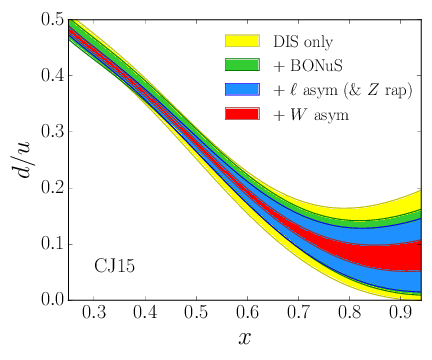 0.5
DIS only
+ BONuS
0.4
+ ℓ asym (& Z rap)
+ W asym
0.3
d/u
0.2
0.1
CJ15
0.0
0.3 0.4 0.5 0.6 0.7 0.8 0.9
x